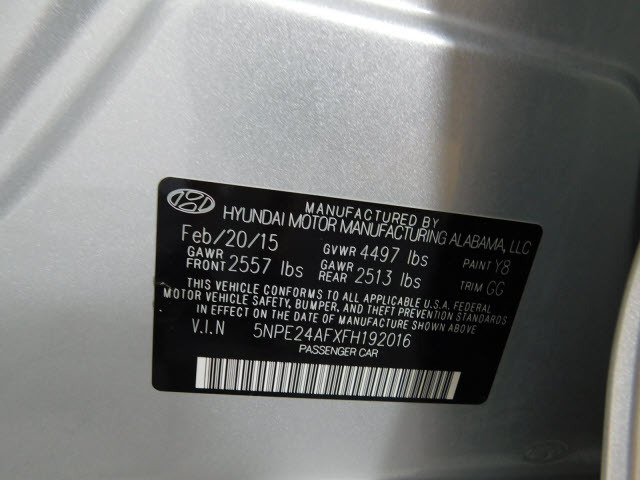 MANUFACTURED BY
HYUNDAI MOTOR MANUFACTURING ALABAMA, LLC
Feb/20/15 GVWR 4497 lbs PAINT Y8
GAWR FRONT 2557 lbs GAWR REAR 2513 lbs TRIM GG
THIS VEHICLE CONFORMS TO ALL APPLICABLE U.S.A. FEDERAL
MOTOR VEHICLE SAFETY, BUMPER, AND THEFT PREVENTION STANDARDS
IN EFFECT ON THE DATE OF MANUFACTURE SHOWN ABOVE.
V.I.N 5NPE24AFXFH192016
PASSENGER CAR